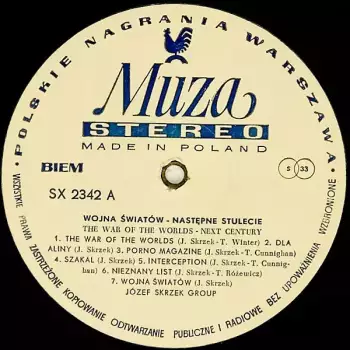 POLSKIE NAGRANIA WARSZAWA
Muza
STEREO
MADE IN POLAND
BIEM
S 33
SX 2342 A
WOJNA ŚWIATÓW - NASTĘPNE STULECIE
THE WAR OF THE WORLDS - NEXT CENTURY
1. THE WAR OF THE WORLDS (J. Skrzek - T. Winter) 2. DLA
ALINY (J. Skrzek) 3. PORNO MAGAZINE (J. Skrzek - T. Cunnighan)
4. SZAKAL (J. Skrzek) 5. INTERCEPTION (J. Skrzek - T. Cunnig-
han) 6. NIEZNANY LIST (J. Skrzek - T. Różewicz)
7. WOJNA ŚWIATÓW (J. Skrzek)
JÓZEF SKRZEK GROUP
• WSZYSTKIE PRAWA ZASTRZEŻONE KOPIOWANIE ODTWARZANIE PUBLICZNE I RADIOWE BEZ UPOWAŻNIENIA WZBRONIONE •